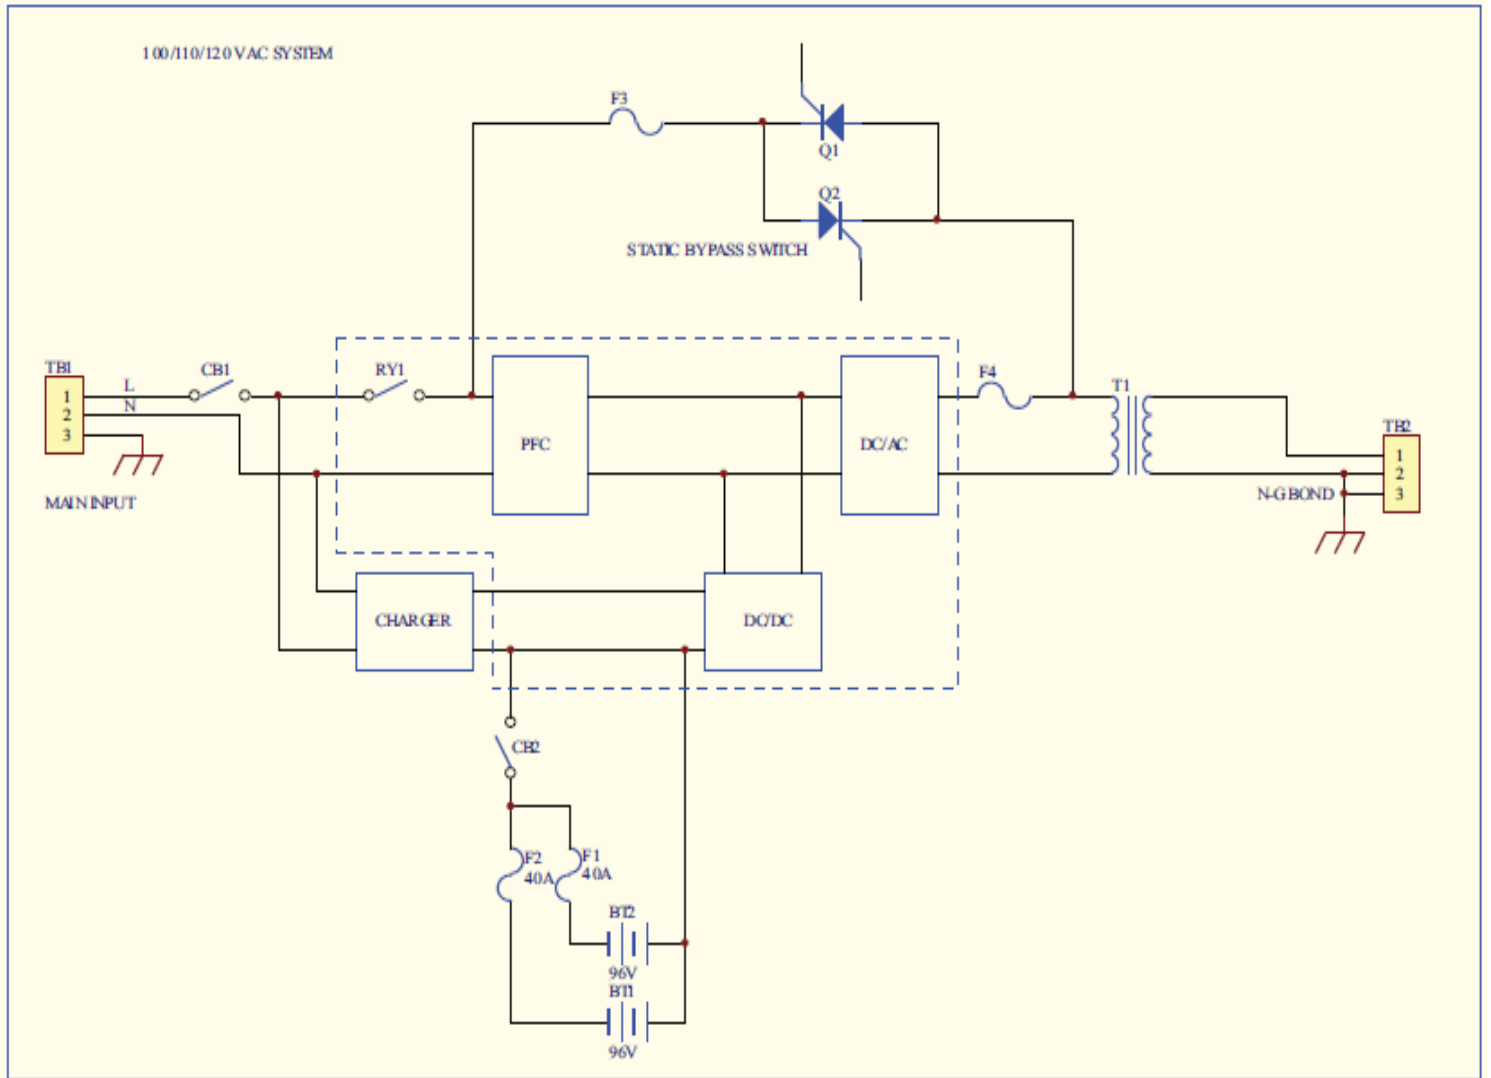 100/110/120 VAC SYSTEM
F3
Q1
Q2
STATIC BYPASS SWITCH
TB1
L
N
1
2
3
CB1
RY1
F4
T1
TB2
1
2
3
PFC
DC/AC
MAIN INPUT
N-G BOND
CHARGER
DC/DC
CB2
F2
40A
F1
40A
BT2
96V
BT1
96V